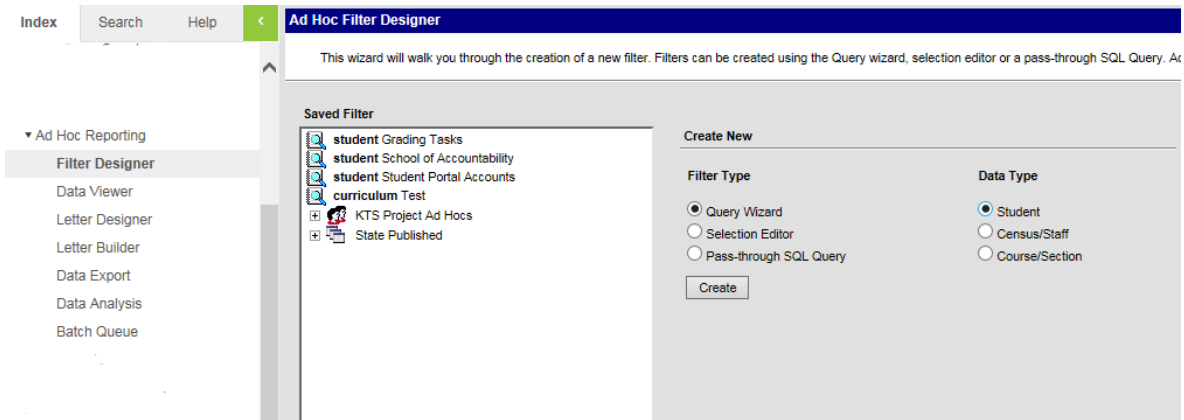 Index Search Help <
Ad Hoc Filter Designer
This wizard will walk you through the creation of a new filter. Filters can be created using the Query wizard, selection editor or a pass-through SQL Query.
Ad Hoc Reporting
Filter Designer
Data Viewer
Letter Designer
Letter Builder
Data Export
Data Analysis
Batch Queue
Saved Filter
student Grading Tasks
student School of Accountability
student Student Portal Accounts
curriculum Test
KTS Project Ad Hocs
State Published
Create New
Filter Type
Query Wizard
Selection Editor
Pass-through SQL Query
Create
Data Type
Student
Census/Staff
Course/Section